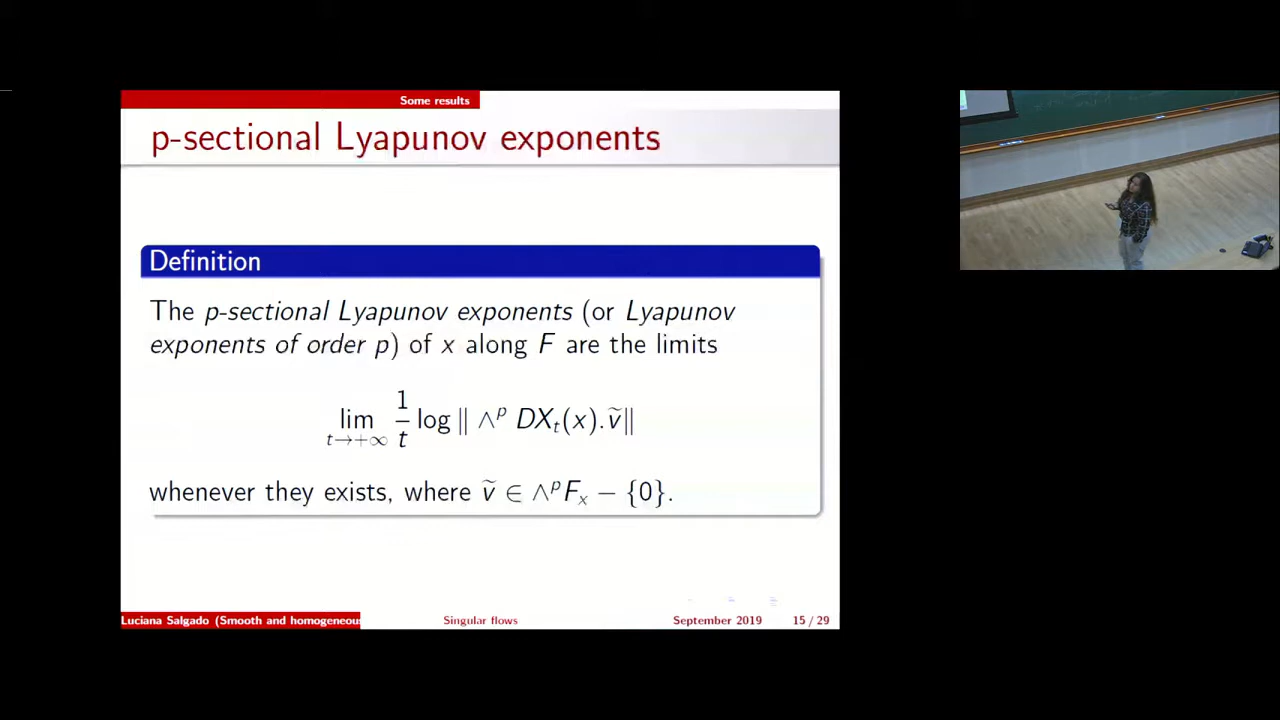 Some results
p-sectional Lyapunov exponents
Definition
The p-sectional Lyapunov exponents (or Lyapunov
exponents of order p) of x along F are the limits
lim t→+∞ 1/t log ‖ ∧^p DX_t(x).ṽ‖
whenever they exists, where ṽ ∈ ∧^p F_x − {0}.
Luciana Salgado (Smooth and homogeneous
Singular flows
September 2019
15 / 29